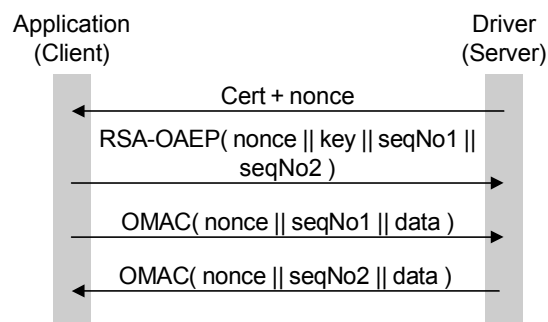 Application
(Client)
Driver
(Server)
Cert + nonce
RSA-OAEP( nonce || key || seqNo1 ||
seqNo2 )
OMAC( nonce || seqNo1 || data )
OMAC( nonce || seqNo2 || data )